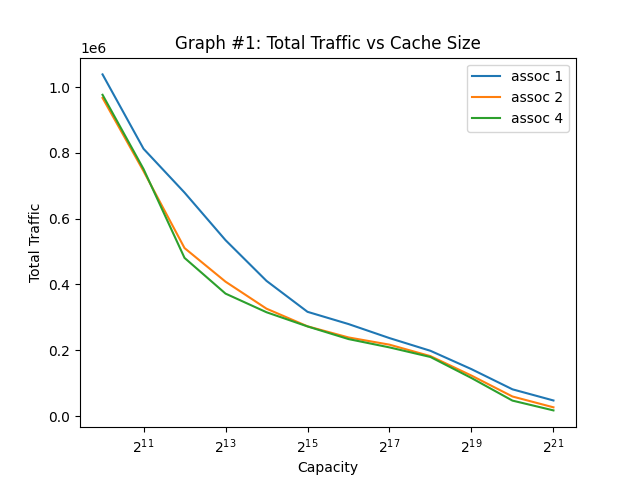 Graph #1: Total Traffic vs Cache Size
1e6
assoc 1
assoc 2
assoc 4
1.0
0.8
0.6
0.4
0.2
0.0
Total Traffic
2^11 2^13 2^15 2^17 2^19 2^21
Capacity